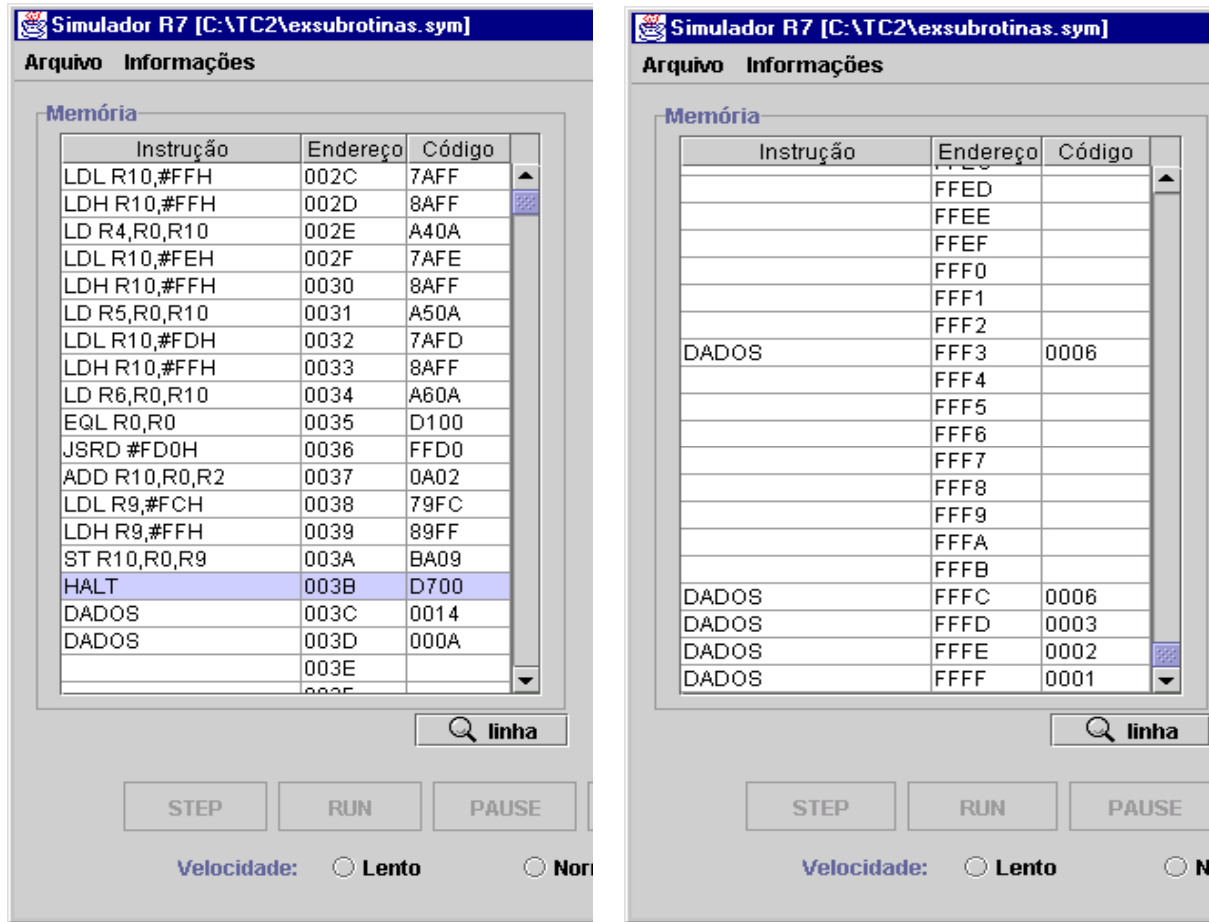 Simulador R7 [C:\TC2\exsubrotinas.sym]
Arquivo Informações
Memória
Instrução Endereço Código
LDL R10,#FFH 002C 7AFF
LDH R10,#FFH 002D 8AFF
LD R4,R0,R10 002E A40A
LDL R10,#FEH 002F 7AFE
LDH R10,#FFH 0030 8AFF
LD R5,R0,R10 0031 A50A
LDL R10,#FDH 0032 7AFD
LDH R10,#FFH 0033 8AFF
LD R6,R0,R10 0034 A60A
EQL R0,R0 0035 D100
JSRD #FD0H 0036 FFD0
ADD R10,R0,R2 0037 0A02
LDL R9,#FCH 0038 79FC
LDH R9,#FFH 0039 89FF
ST R10,R0,R9 003A BA09
HALT 003B D700
DADOS 003C 0014
DADOS 003D 000A
003E
linha
STEP RUN PAUSE
Velocidade: Lento Nor
Simulador R7 [C:\TC2\exsubrotinas.sym]
Arquivo Informações
Memória
Instrução Endereço Código
FFED
FFEE
FFEF
FFF0
FFF1
FFF2
DADOS FFF3 0006
FFF4
FFF5
FFF6
FFF7
FFF8
FFF9
FFFA
FFFB
DADOS FFFC 0006
DADOS FFFD 0003
DADOS FFFE 0002
DADOS FFFF 0001
linha
STEP RUN PAUSE
Velocidade: Lento N